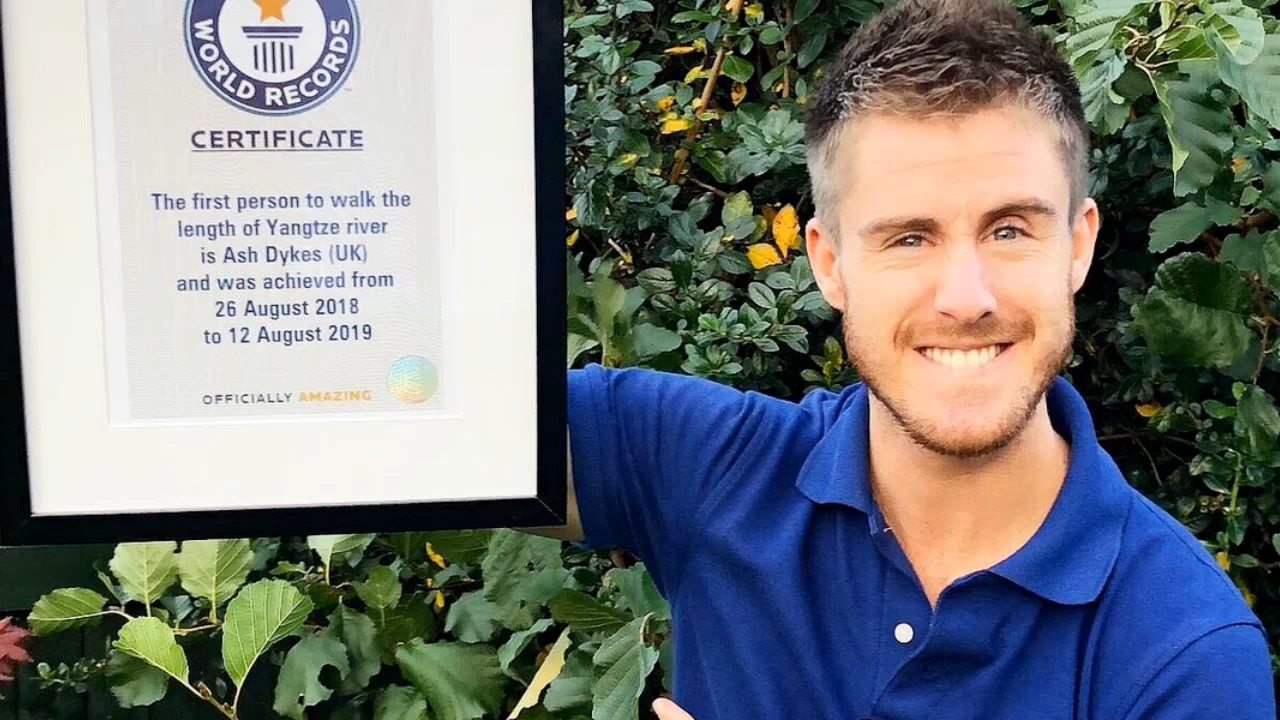 WORLD RECORDS
CERTIFICATE
The first person to walk the
length of Yangtze river
is Ash Dykes (UK)
and was achieved from
26 August 2018
to 12 August 2019
OFFICIALLY AMAZING